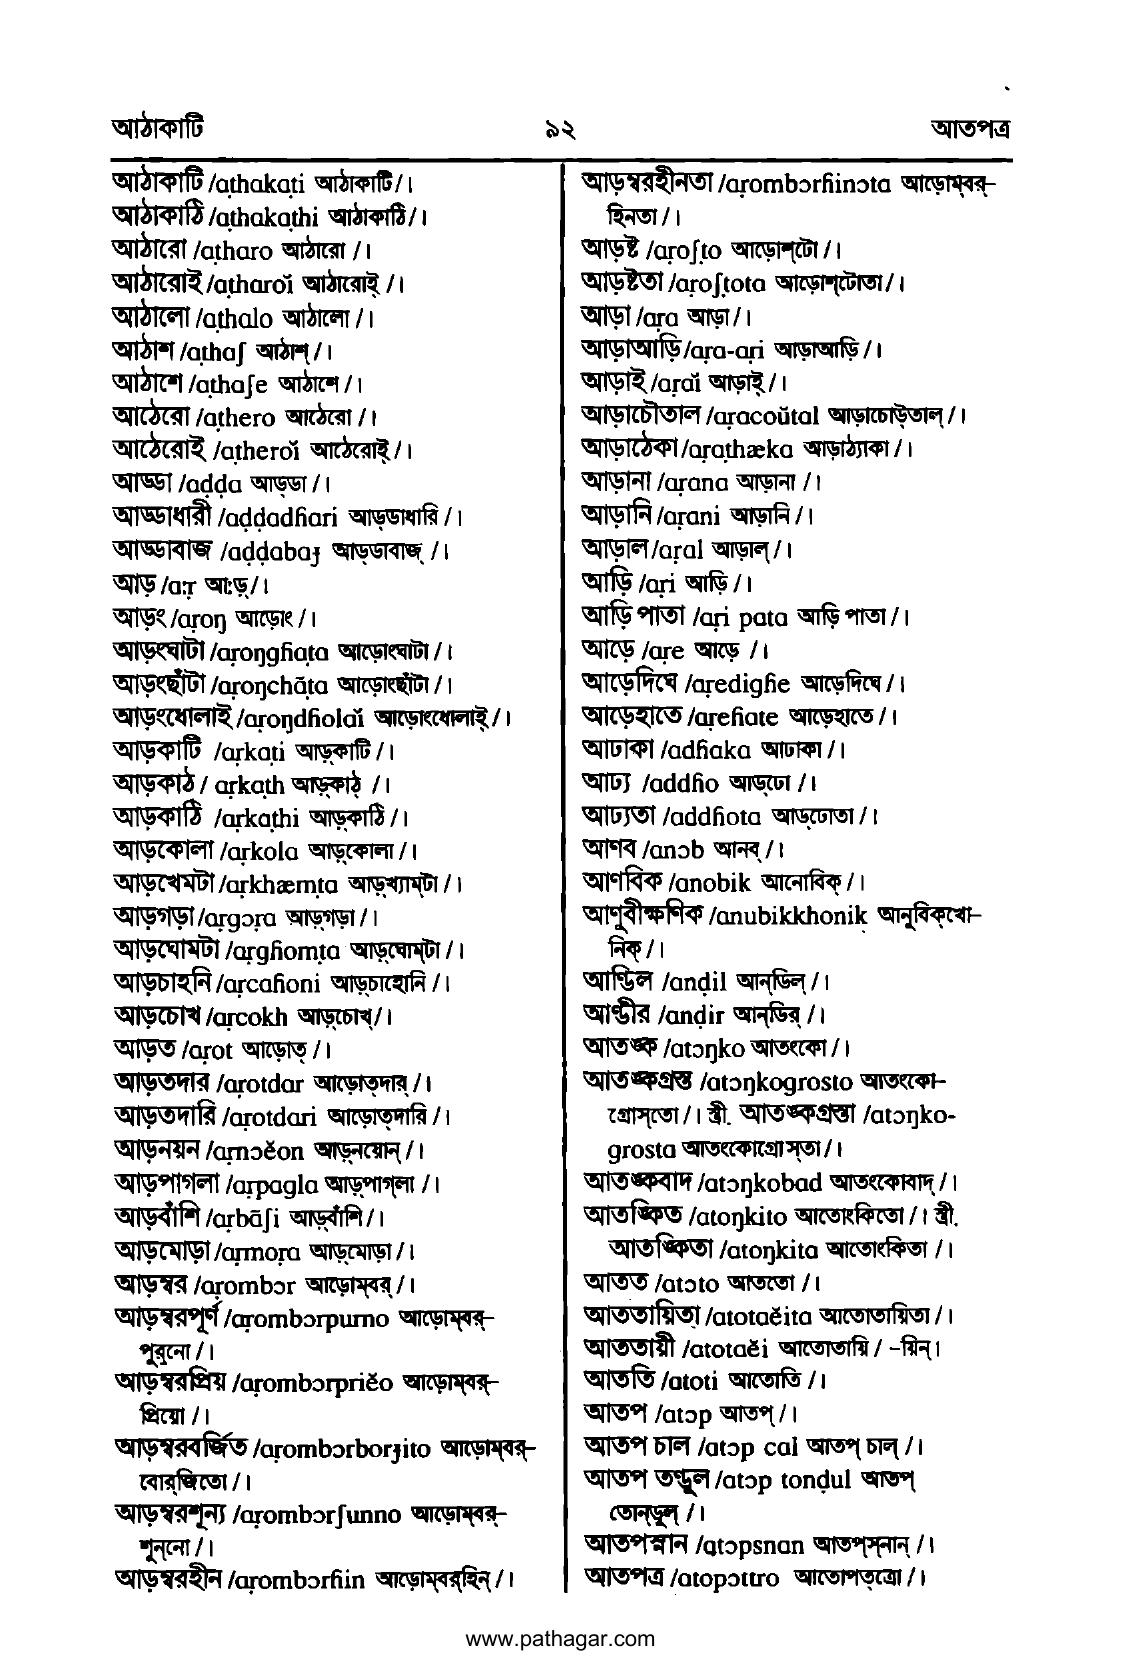 আঠাকাটি ৯২ আতপত্র
আঠাকাটি /aṭhakaṭi আঠাকাটি/।
আঠাকাঠি /aṭhakaṭhi আঠাকাঠি/।
আঠারো /aṭharo আঠারো /।
আঠারোই /aṭharoĭ আঠারোই্ /।
আঠালো /aṭhalo আঠালো /।
আঠাশ /aṭhaʃ আঠাশ্ /।
আঠাশে /aṭhaʃe আঠাশে /।
আঠেরো /aṭhero আঠেরো /।
আঠেরোই /aṭheroĭ আঠেরোই্ /।
আড্ডা /aḍḍa আড্‌ডা /।
আড্ডাধারী /aḍḍadɦari আড্‌ডাধারি /।
আড্ডাবাজ /aḍḍabaɟ আড্‌ডাবাজ্ /।
আড় /a:ṛ আ:ড়্/।
আড়ং /aṛoŋ আড়োং /।
আড়ংঘাটা /aṛoŋgɦaṭa আড়োংঘাটা /।
আড়ংছাঁটা /aṛoŋchãṭa আড়োংছাঁটা /।
আড়ংধোলাই /aṛoŋdɦolaĭ আড়োংধোলাই্ /।
আড়কাটি /aṛkaṭi আড়্‌কাটি /।
আড়কাঠ / aṛkaṭh আড়্‌কাঠ্ /।
আড়কাঠি /aṛkaṭhi আড়্‌কাঠি /।
আড়কোলা /aṛkola আড়্‌কোলা /।
আড়খেমটা /aṛkhæmṭa আড়্‌খ্যাম্‌টা /।
আড়গড়া /aṛgɔṛa আড়্‌গড়া /।
আড়ঘোমটা /aṛgɦomṭa আড়্‌ঘোম্‌টা /।
আড়চাহনি /aṛcaɦoni আড়্‌চাহোনি /।
আড়চোখ /aṛcokh আড়্‌চোখ্/।
আড়ত /aṛot আড়োত্ /।
আড়তদার /aṛotdar আড়োত্‌দার্ /।
আড়তদারি /aṛotdari আড়োত্‌দারি /।
আড়নয়ন /aṛnɔĕon আড়্‌নয়োন্ /।
আড়পাগলা /aṛpagla আড়্‌পাগ্‌লা /।
আড়বাঁশি /aṛbãʃi আড়্‌বাঁশি /।
আড়মোড়া /aṛmoṛa আড়্‌মোড়া /।
আড়ম্বর /aṛombɔr আড়োম্‌বর্ /।
আড়ম্বরপূর্ণ /aṛombɔrpurno আড়োম্‌বর্–
পুর্‌নো /।
আড়ম্বরপ্রিয় /aṛombɔrpriĕo আড়োম্‌বর্–
প্রিয়ো /।
আড়ম্বরবর্জিত /aṛombɔrborɟito আড়োম্‌বর্–
বোর্‌জিতো /।
আড়ম্বরশূন্য /aṛombɔrʃunno আড়োম্‌বর্–
শূন্‌নো /।
আড়ম্বরহীন /aṛombɔrɦin আড়োম্‌বর্‌হিন্ /।
আড়ম্বরহীনতা /aṛombɔrɦinɔta আড়োম্‌বর্–
হিনতা /।
আড়ষ্ট /aṛoʃṭo আড়োশ্‌টো /।
আড়ষ্টতা /aṛoʃṭota আড়োশ্‌টোতা /।
আড়া /aṛa আড়া /।
আড়াআড়ি /aṛa-aṛi আড়াআড়ি /।
আড়াই /aṛaĭ আড়াই্ /।
আড়াচৌতাল /aṛacoŭtal আড়াচোউ্‌তাল্ /।
আড়াঠেকা /aṛaṭhæka আড়াঠ্যাকা /।
আড়ানা /aṛana আড়ানা /।
আড়ানি /aṛani আড়ানি /।
আড়াল /aṛal আড়াল্ /।
আড়ি /aṛi আড়ি /।
আড়ি পাতা /aṛi pata আড়ি পাতা /।
আড়ে /aṛe আড়ে /।
আড়েদিঘে /aṛedigɦe আড়েদিঘে /।
আড়েহাতে /aṛeɦate আড়েহাতে /।
আঢাকা /adɦaka আঢাকা /।
আঢ্য /addɦo আড্‌ঢো /।
আঢ্যতা /addɦota আড্‌ঢোতা /।
আণব /anɔb আনব্ /।
আণবিক /anobik আনোবিক্ /।
আণুবীক্ষণিক /anubikkhonik আনুবিক্‌খো–
নিক্ /।
আণ্ডিল /anḍil আন্‌ডিল্ /।
আণ্ডীর /anḍir আন্‌ডির্ /।
আতঙ্ক /atɔŋko আতংকো /।
আতঙ্কগ্রস্ত /atɔŋkogrosto আতংকো–
গ্রোস্‌তো /। স্ত্রী. আতঙ্কগ্রস্তা /atɔŋko-
grosta আতংকোগ্রোস্‌তা /।
আতঙ্কবাদ /atɔŋkobad আতংকোবাদ্ /।
আতঙ্কিত /atoŋkito আতোংকিতো /। স্ত্রী.
আতঙ্কিতা /atoŋkita আতোংকিতা /।
আতত /atɔto আততো /।
আততায়িতা /atotaĕita আতোতায়িতা /।
আততায়ী /atotaĕi আতোতায়ি / –য়িন্।
আততি /atoti আতোতি /।
আতপ /atɔp আতপ্ /।
আতপ চাল /atɔp cal আতপ্ চাল্ /।
আতপ তণ্ডুল /atɔp tonḍul আতপ্
তোন্‌ডুল্ /।
আতপস্নান /atɔpsnan আতপ্‌স্নান্ /।
আতপত্র /atopɔttro আতোপত্‌ত্রো /।
www.pathagar.com